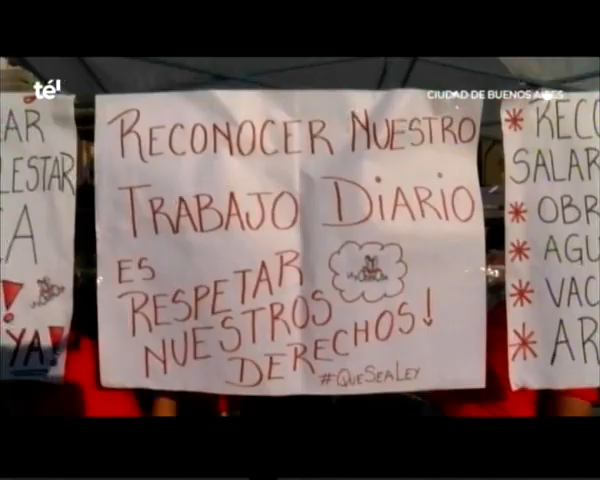 té!
CIUDAD DE BUENOS AIRES
RECONOCER NUESTRO
TRABAJO DIARIO
ES
RESPETAR
NUESTROS
DERECHOS!
#QUESEALEY
AR
LESTAR
A
!
YA!
* RECO
SALAR
* OBR
* AGU
* VAC
* AR